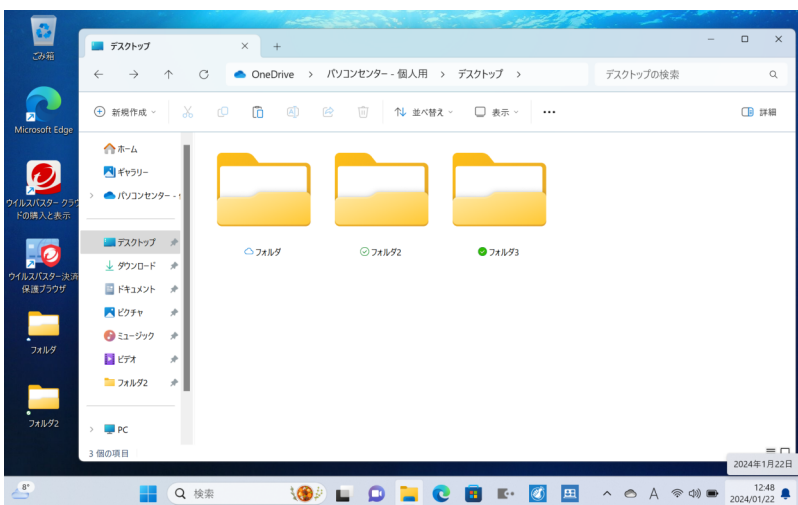 ごみ箱
Microsoft Edge
ウイルスバスター クラウ
ドの購入と表示
ウイルスバスター決済
保護ブラウザ
フォルダ
フォルダ2
デスクトップ
OneDrive > パソコンセンター - 個人用 > デスクトップ >
デスクトップの検索
新規作成
並べ替え
表示
詳細
ホーム
ギャラリー
パソコンセンター -
デスクトップ
ダウンロード
ドキュメント
ピクチャ
ミュージック
ビデオ
フォルダ2
PC
フォルダ
フォルダ2
フォルダ3
3 個の項目
2024年1月22日
8°
検索
A
12:48
2024/01/22